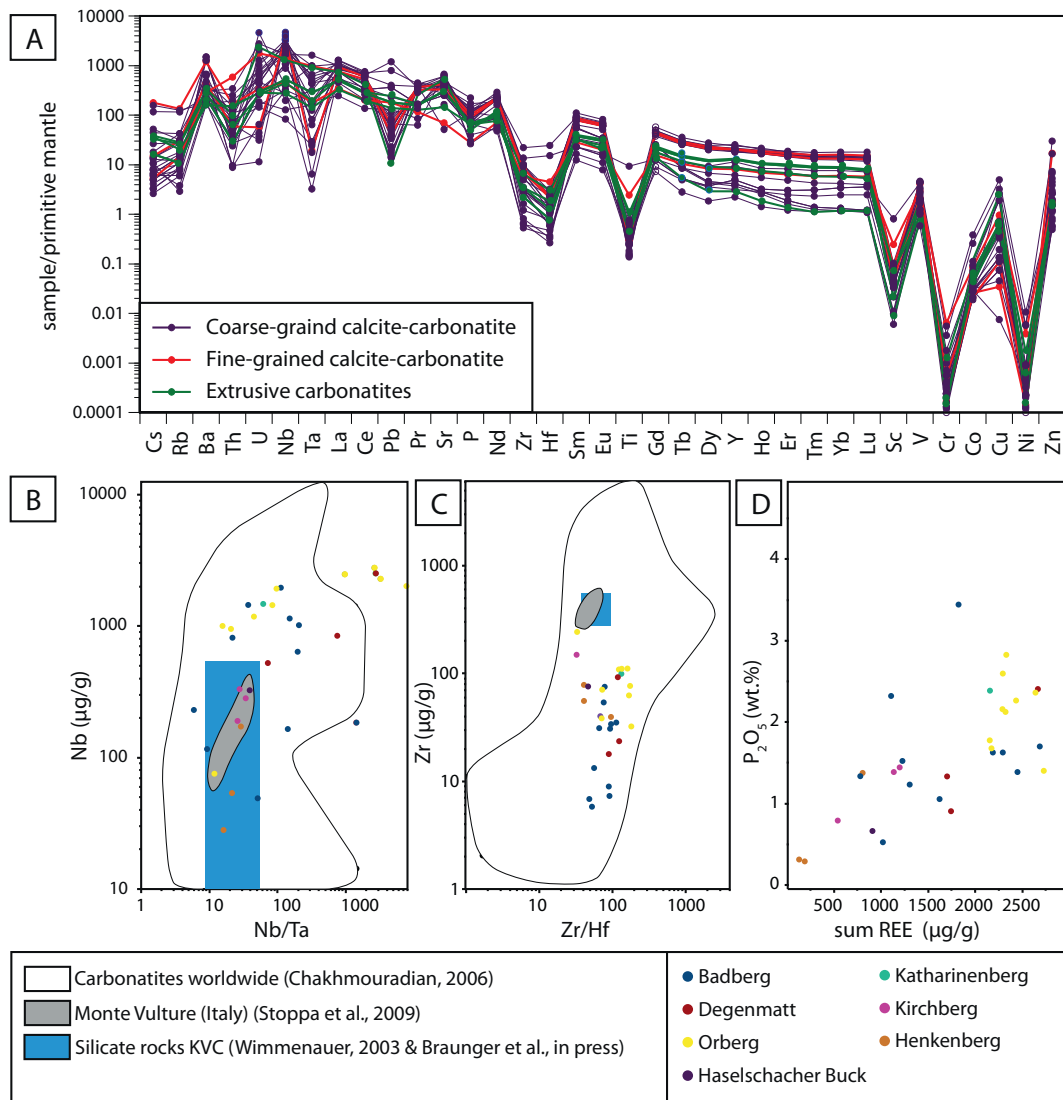 A
sample/primitive mantle
10000
1000
100
10
1
0.1
0.01
0.001
0.0001
Coarse-graind calcite-carbonatite
Fine-grained calcite-carbonatite
Extrusive carbonatites
Cs Rb Ba Th U Nb Ta La Ce Pb Pr Sr P Nd Zr Hf Sm Eu Ti Gd Tb Dy Y Ho Er Tm Yb Lu Sc V Cr Co Cu Ni Zn
B
Nb (µg/g)
10000
1000
100
10
1 10 100 1000
Nb/Ta
C
Zr (µg/g)
1000
100
10
1
10 100 1000
Zr/Hf
D
P2O5 (wt.%)
4
2
1
0
500 1000 1500 2000 2500
sum REE (µg/g)
Carbonatites worldwide (Chakhmouradian, 2006)
Monte Vulture (Italy) (Stoppa et al., 2009)
Silicate rocks KVC (Wimmenauer, 2003 & Braunger et al., in press)
Badberg
Degenmatt
Orberg
Haselschacher Buck
Katharinenberg
Kirchberg
Henkenberg